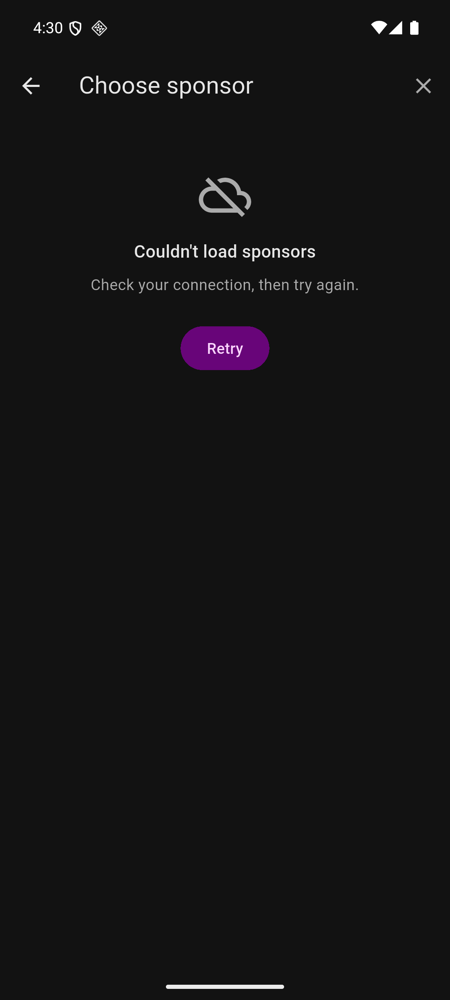 4:30
Choose sponsor
Couldn't load sponsors
Check your connection, then try again.
Retry